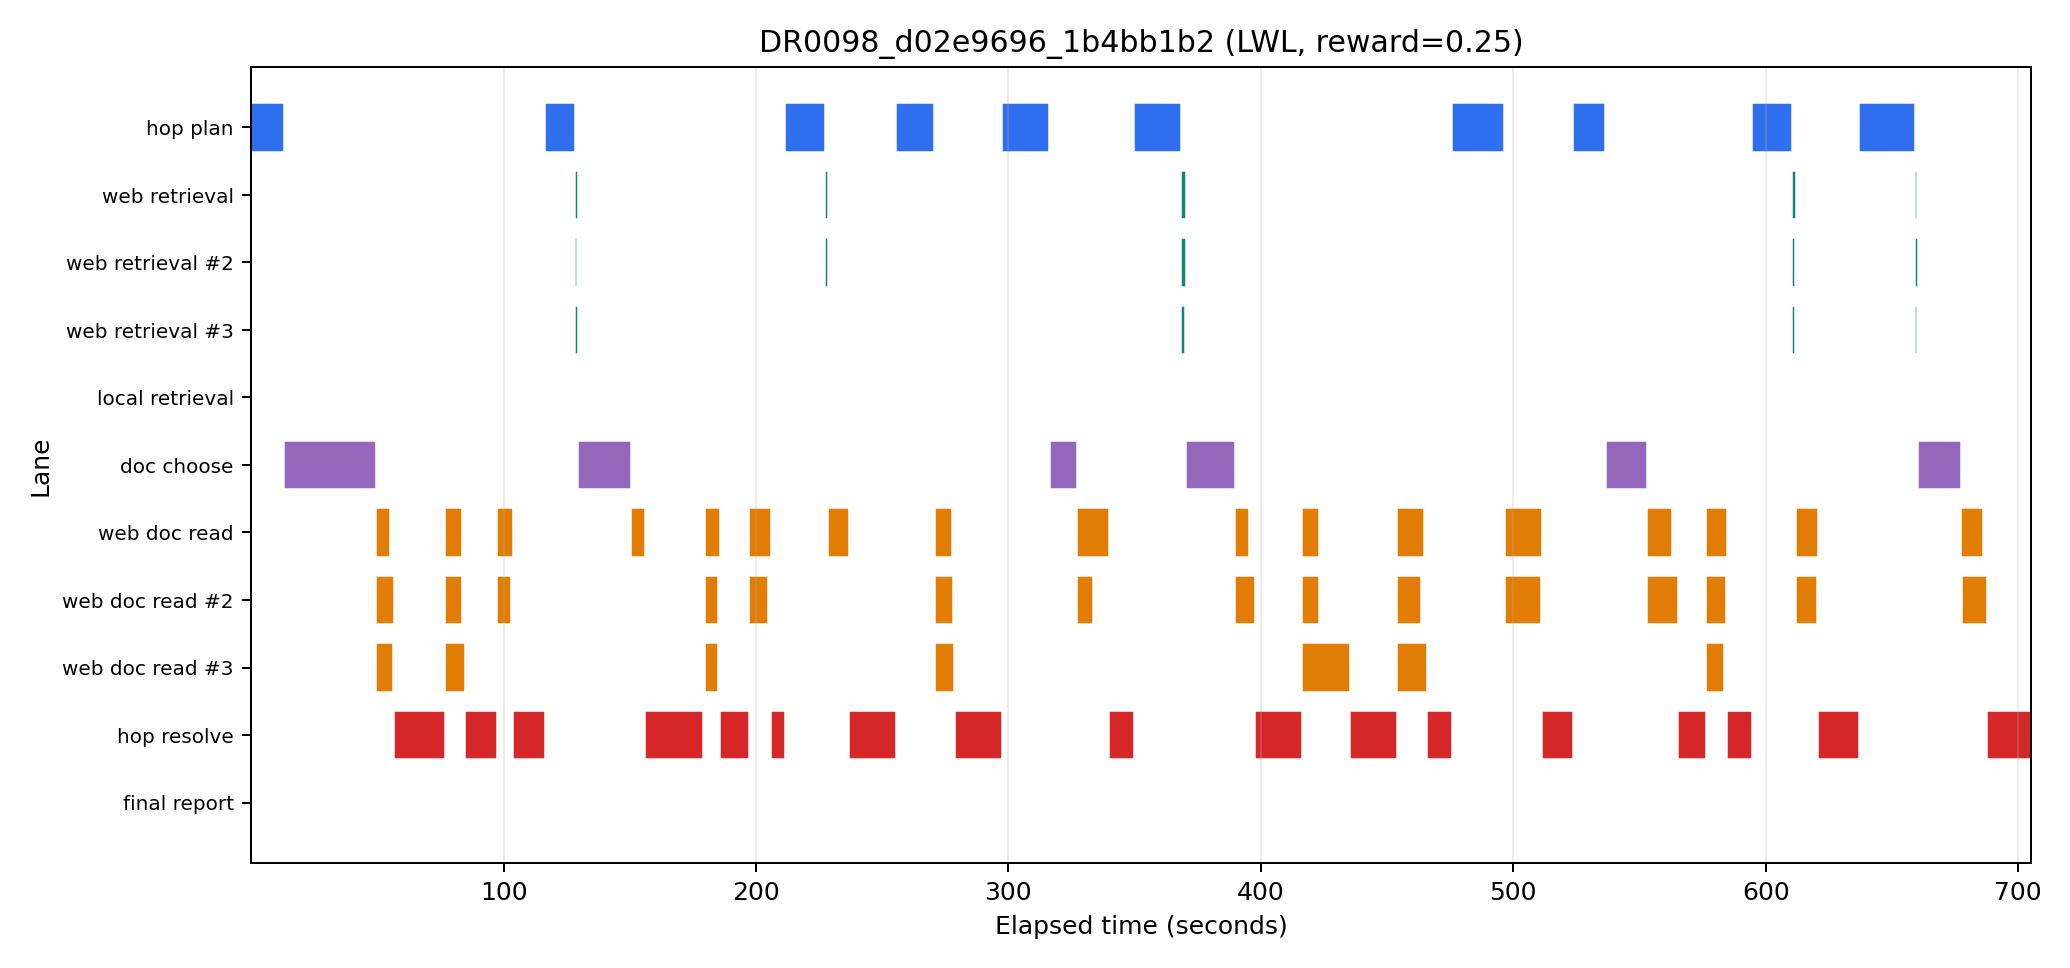 DR0098_d02e9696_1b4bb1b2 (LWL, reward=0.25)
hop plan
web retrieval
web retrieval #2
web retrieval #3
local retrieval
doc choose
web doc read
web doc read #2
web doc read #3
hop resolve
final report
Lane
100 200 300 400 500 600 700
Elapsed time (seconds)